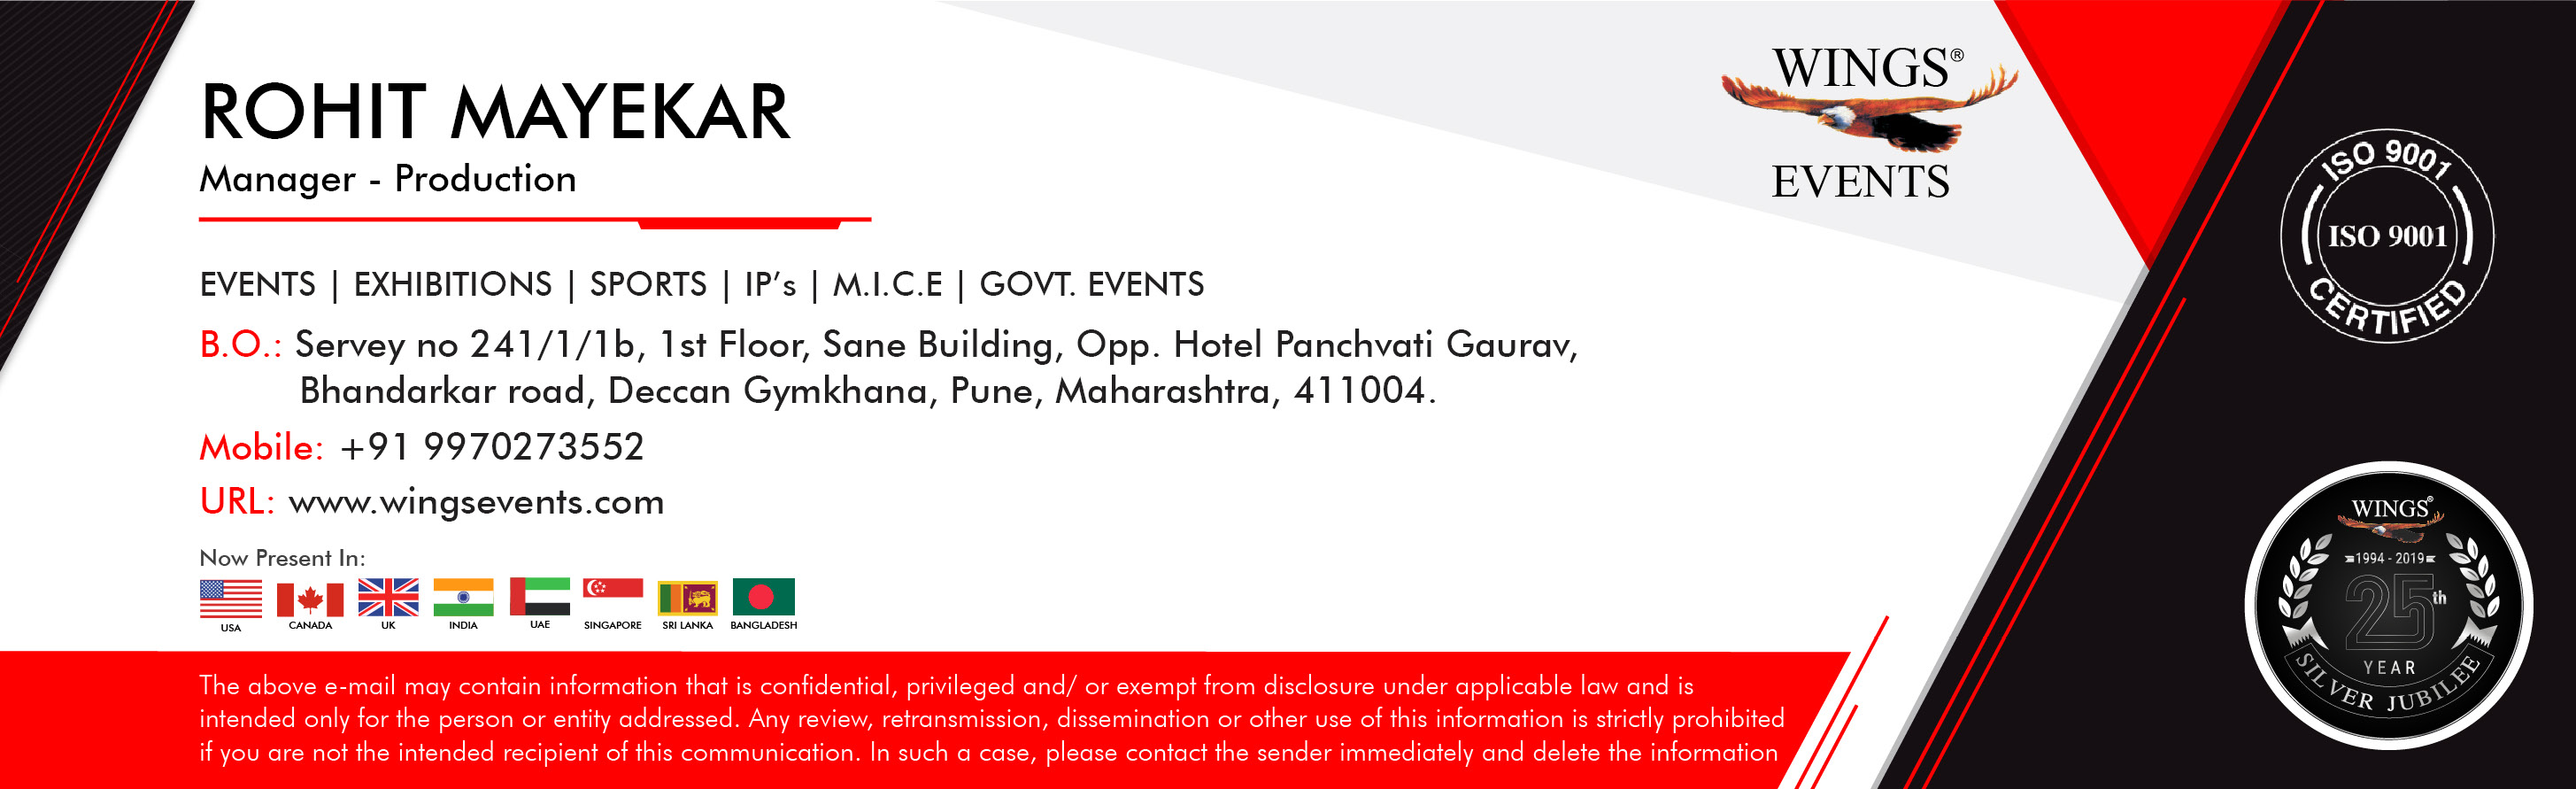 ROHIT MAYEKAR
Manager - Production
WINGS®
EVENTS
EVENTS | EXHIBITIONS | SPORTS | IP’s | M.I.C.E | GOVT. EVENTS
B.O.: Servey no 241/1/1b, 1st Floor, Sane Building, Opp. Hotel Panchvati Gaurav,
Bhandarkar road, Deccan Gymkhana, Pune, Maharashtra, 411004.
Mobile: +91 9970273552
URL: www.wingsevents.com
Now Present In:
USA CANADA UK INDIA UAE SINGAPORE SRI LANKA BANGLADESH
The above e-mail may contain information that is confidential, privileged and/ or exempt from disclosure under applicable law and is
intended only for the person or entity addressed. Any review, retransmission, dissemination or other use of this information is strictly prohibited
if you are not the intended recipient of this communication. In such a case, please contact the sender immediately and delete the information
ISO 9001
ISO 9001
CERTIFIED
WINGS®
1994 - 2019
25th
YEAR
SILVER JUBILEE